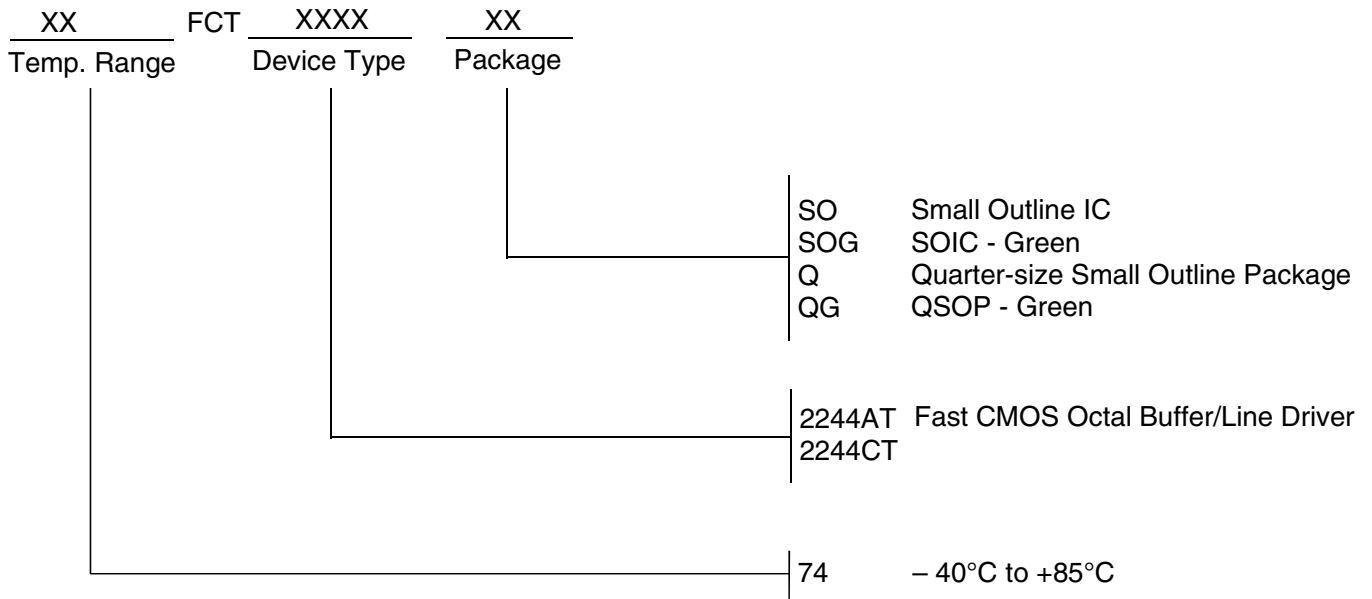 XX FCT XXXX XX
Temp. Range Device Type Package
SO Small Outline IC
SOG SOIC - Green
Q Quarter-size Small Outline Package
QG QSOP - Green
2244AT Fast CMOS Octal Buffer/Line Driver
2244CT
74 – 40°C to +85°C